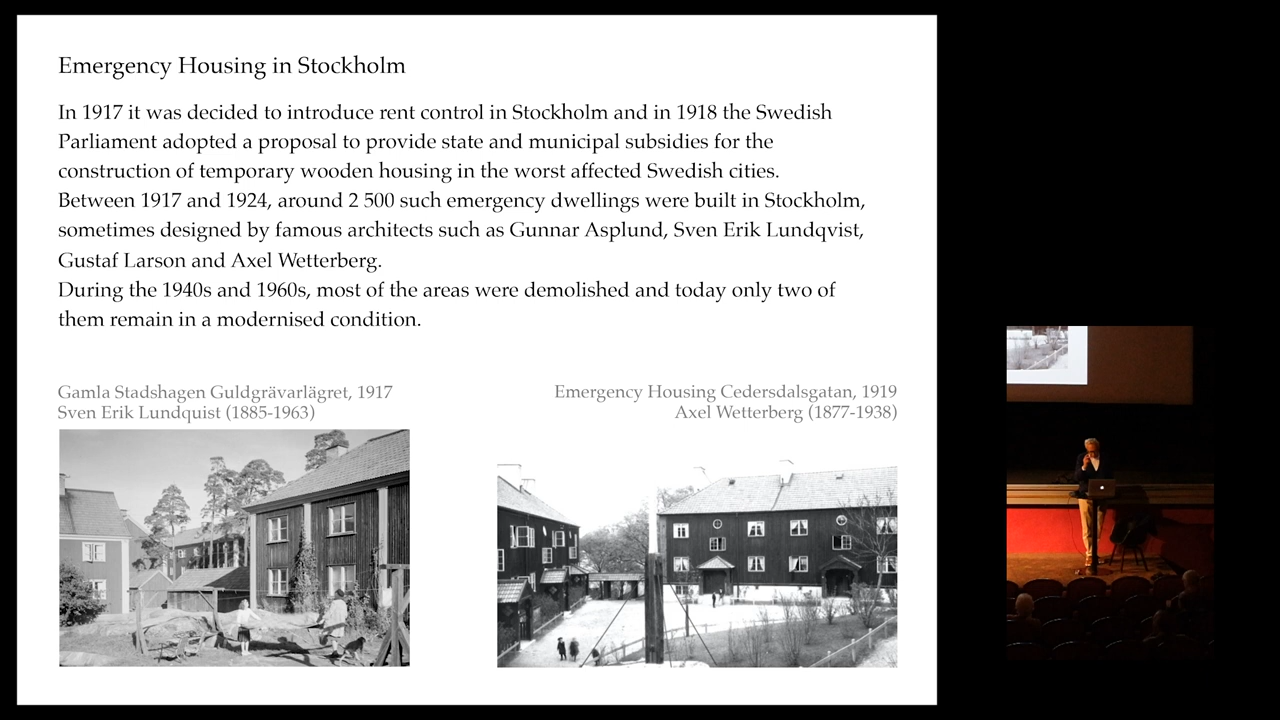 Emergency Housing in Stockholm
In 1917 it was decided to introduce rent control in Stockholm and in 1918 the Swedish
Parliament adopted a proposal to provide state and municipal subsidies for the
construction of temporary wooden housing in the worst affected Swedish cities.
Between 1917 and 1924, around 2 500 such emergency dwellings were built in Stockholm,
sometimes designed by famous architects such as Gunnar Asplund, Sven Erik Lundqvist,
Gustaf Larson and Axel Wetterberg.
During the 1940s and 1960s, most of the areas were demolished and today only two of
them remain in a modernised condition.
Gamla Stadshagen Guldgrävarlägret, 1917
Sven Erik Lundquist (1885-1963)
Emergency Housing Cedersdalsgatan, 1919
Axel Wetterberg (1877-1938)